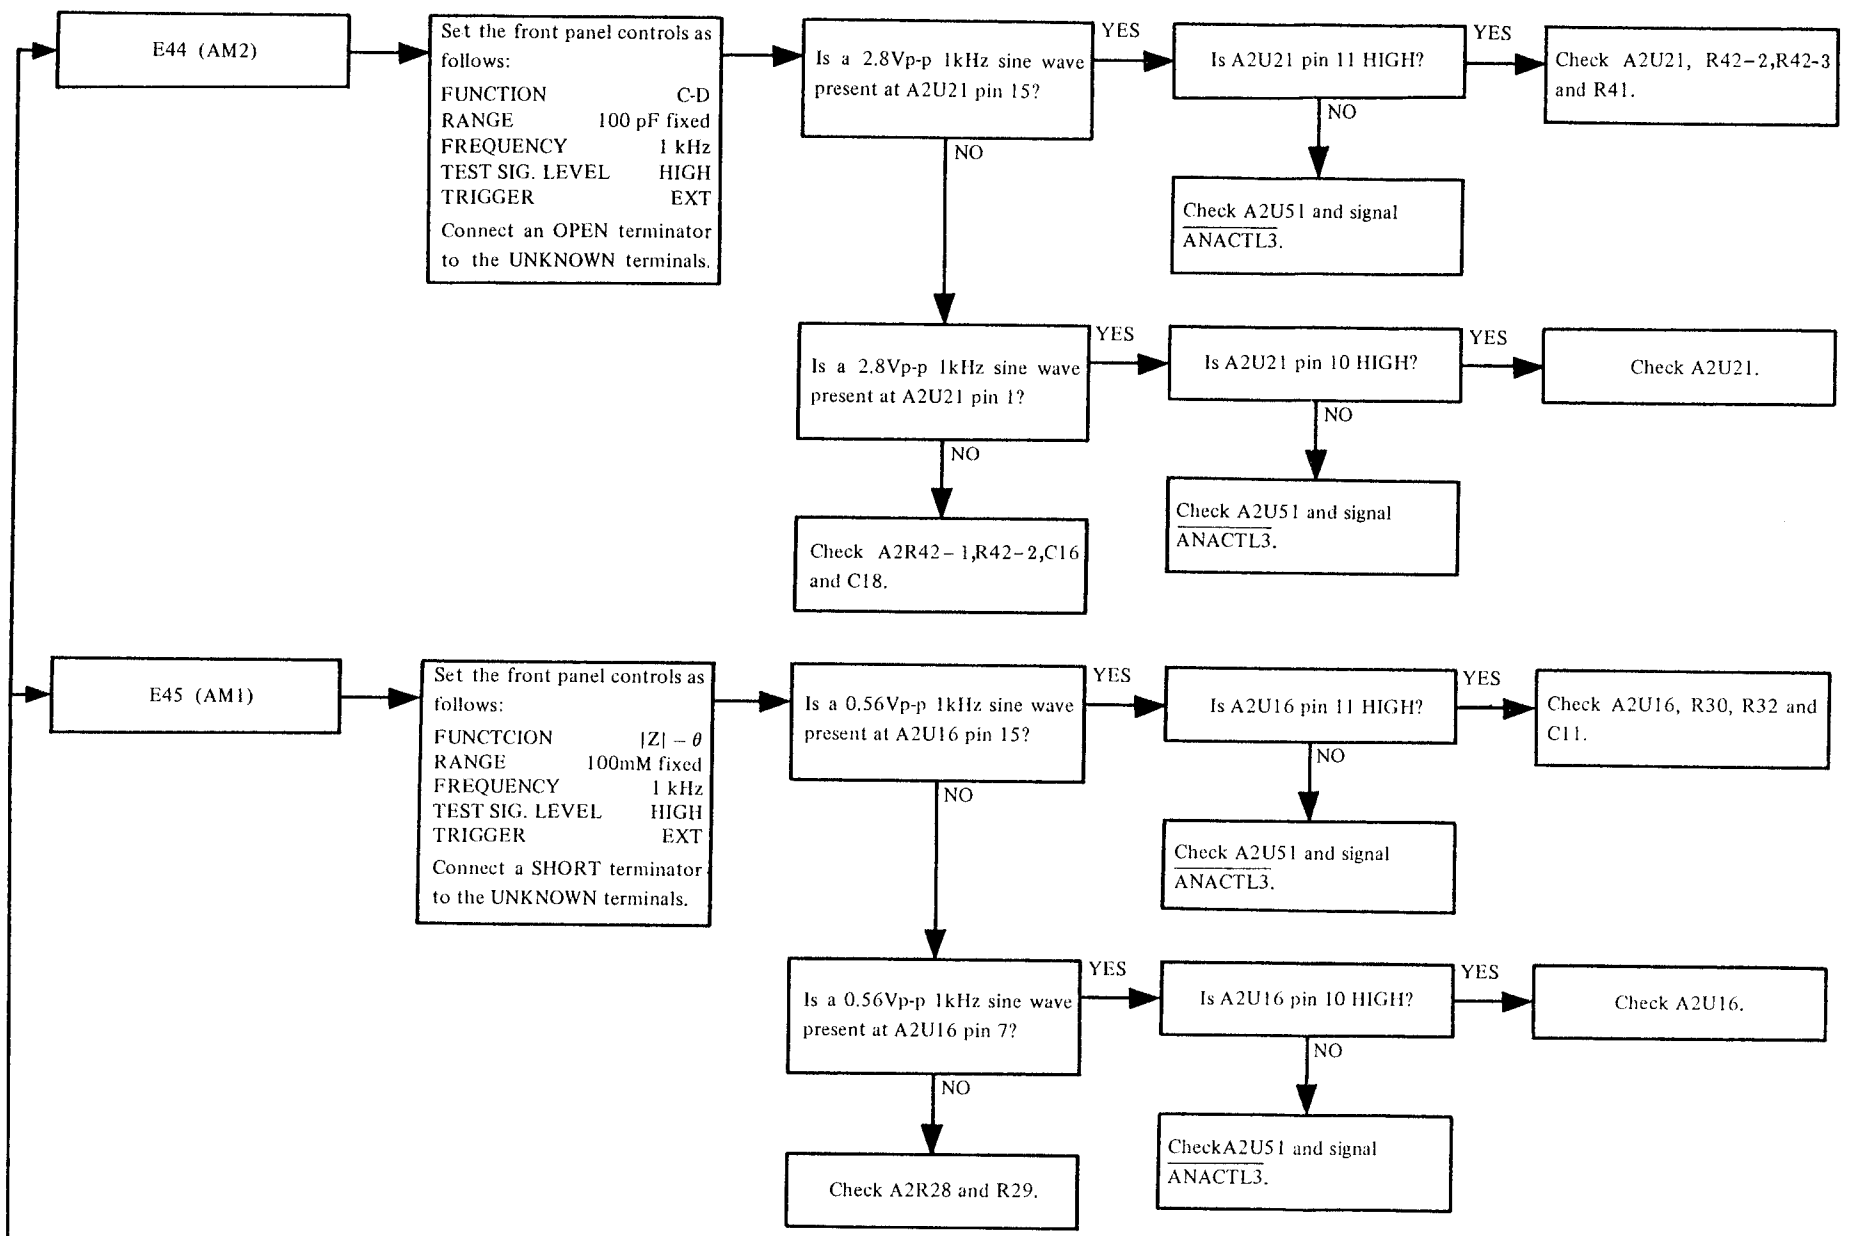 E44 (AM2)
Set the front panel controls as
follows:
FUNCTION C-D
RANGE 100 pF fixed
FREQUENCY 1 kHz
TEST SIG. LEVEL HIGH
TRIGGER EXT
Connect an OPEN terminator
to the UNKNOWN terminals.
Is a 2.8Vp-p 1kHz sine wave
present at A2U21 pin 15?
YES
Is A2U21 pin 11 HIGH?
YES
Check A2U21, R42-2,R42-3
and R41.
NO
Check A2U51 and signal
ANACTL3.
NO
Is a 2.8Vp-p 1kHz sine wave
present at A2U21 pin 1?
YES
Is A2U21 pin 10 HIGH?
YES
Check A2U21.
NO
Check A2U51 and signal
ANACTL3.
NO
Check A2R42-1,R42-2,C16
and C18.
E45 (AM1)
Set the front panel controls as
follows:
FUNCTCION |Z| – θ
RANGE 100mM fixed
FREQUENCY 1 kHz
TEST SIG. LEVEL HIGH
TRIGGER EXT
Connect a SHORT terminator
to the UNKNOWN terminals.
Is a 0.56Vp-p 1kHz sine wave
present at A2U16 pin 15?
YES
Is A2U16 pin 11 HIGH?
YES
Check A2U16, R30, R32 and
C11.
NO
Check A2U51 and signal
ANACTL3.
NO
Is a 0.56Vp-p 1kHz sine wave
present at A2U16 pin 7?
YES
Is A2U16 pin 10 HIGH?
YES
Check A2U16.
NO
CheckA2U51 and signal
ANACTL3.
NO
Check A2R28 and R29.